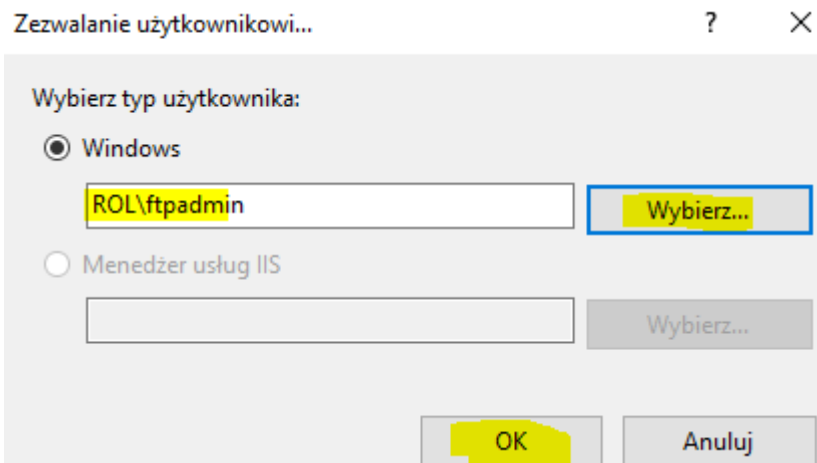 Zezwalanie użytkownikowi... ?
Wybierz typ użytkownika:
Windows
ROL\ftpadmin Wybierz...
Menedżer usług IIS
Wybierz...
OK Anuluj